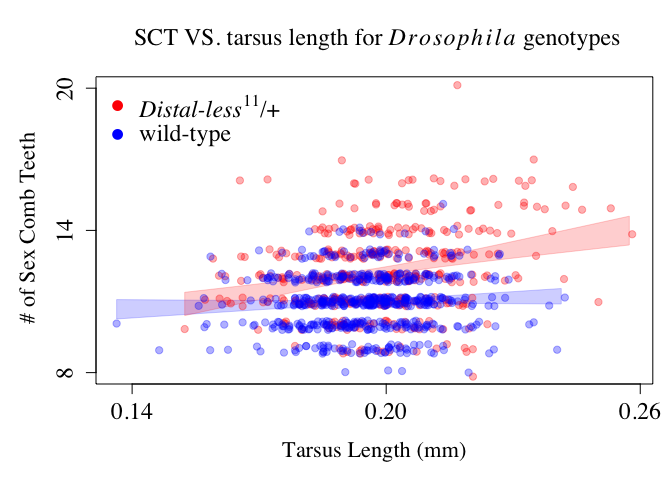 SCT VS. tarsus length for Drosophila genotypes
Distal-less¹¹/+
wild-type
# of Sex Comb Teeth
20
14
8
0.14 0.20 0.26
Tarsus Length (mm)